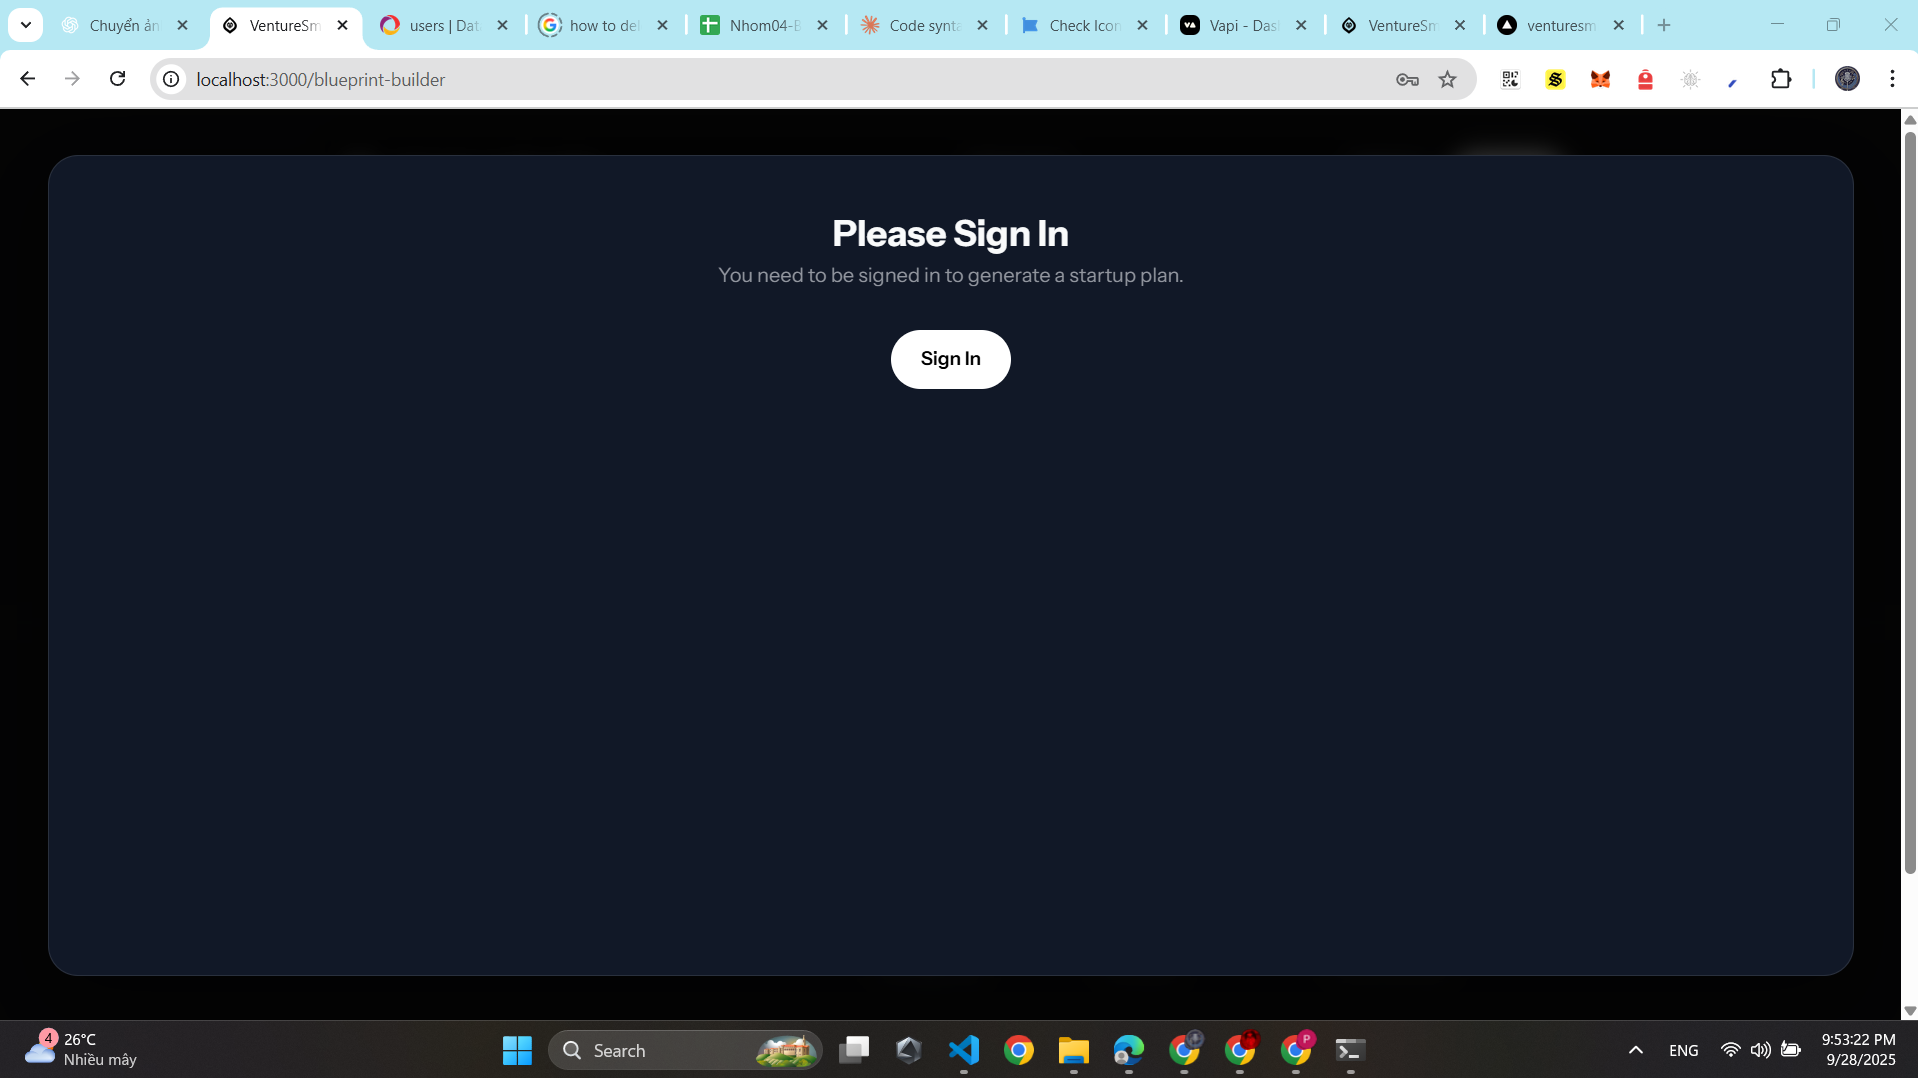 Chuyển ản
VentureSm
users | Dat
how to del
Nhom04-B
Code synta
Check Icon
Vapi - Das
VentureSm
venturesm
localhost:3000/blueprint-builder
Please Sign In
You need to be signed in to generate a startup plan.
Sign In
4
26°C
Nhiều mây
Search
P
ENG
9:53:22 PM
9/28/2025